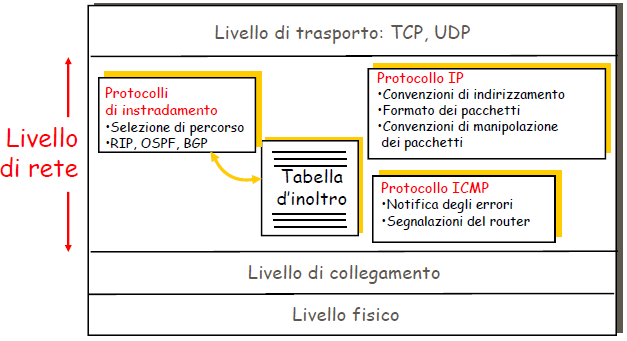 Livello di trasporto: TCP, UDP
Livello
di rete
Protocolli
di instradamento
•Selezione di percorso
•RIP, OSPF, BGP
Tabella
d'inoltro
Protocollo IP
•Convenzioni di indirizzamento
•Formato dei pacchetti
•Convenzioni di manipolazione
dei pacchetti
Protocollo ICMP
•Notifica degli errori
•Segnalazioni del router
Livello di collegamento
Livello fisico